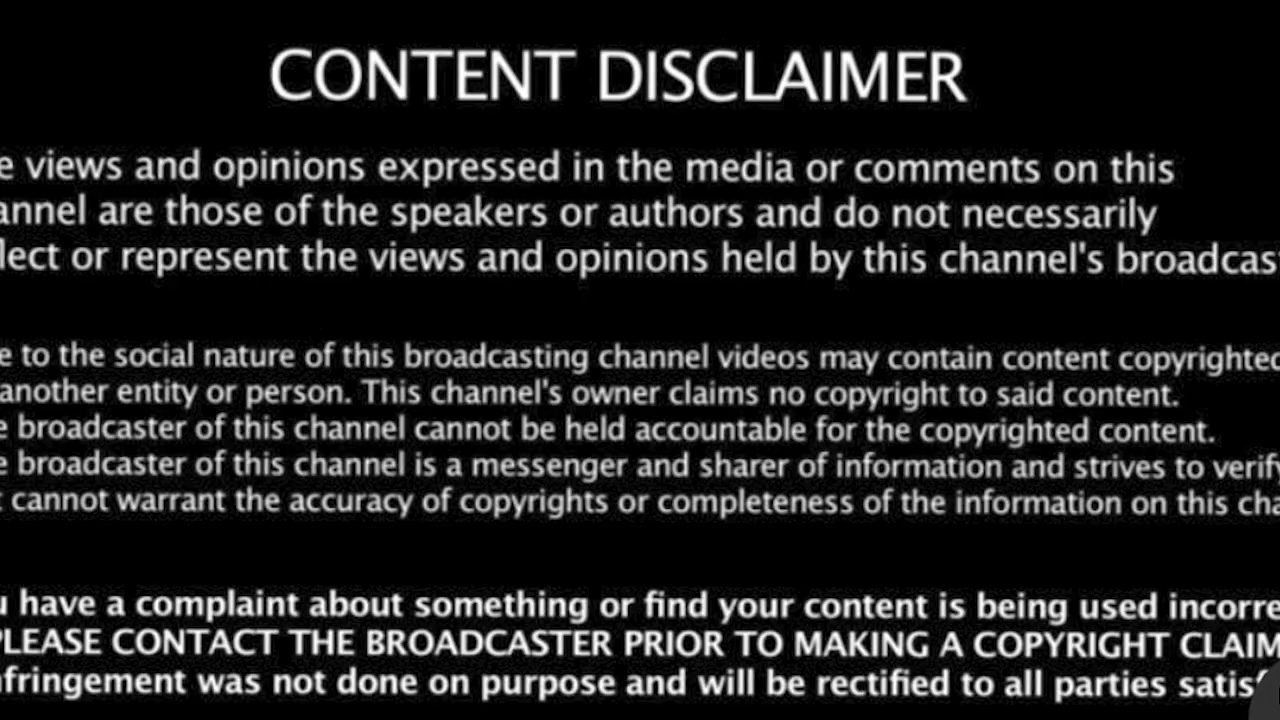 CONTENT DISCLAIMER
e views and opinions expressed in the media or comments on this
annel are those of the speakers or authors and do not necessarily
lect or represent the views and opinions held by this channel's broadcas
e to the social nature of this broadcasting channel videos may contain content copyrighted
another entity or person. This channel's owner claims no copyright to said content.
e broadcaster of this channel cannot be held accountable for the copyrighted content.
e broadcaster of this channel is a messenger and sharer of information and strives to verify
t cannot warrant the accuracy of copyrights or completeness of the information on this cha
u have a complaint about something or find your content is being used incorre
PLEASE CONTACT THE BROADCASTER PRIOR TO MAKING A COPYRIGHT CLAIM
nfringement was not done on purpose and will be rectified to all parties satisf